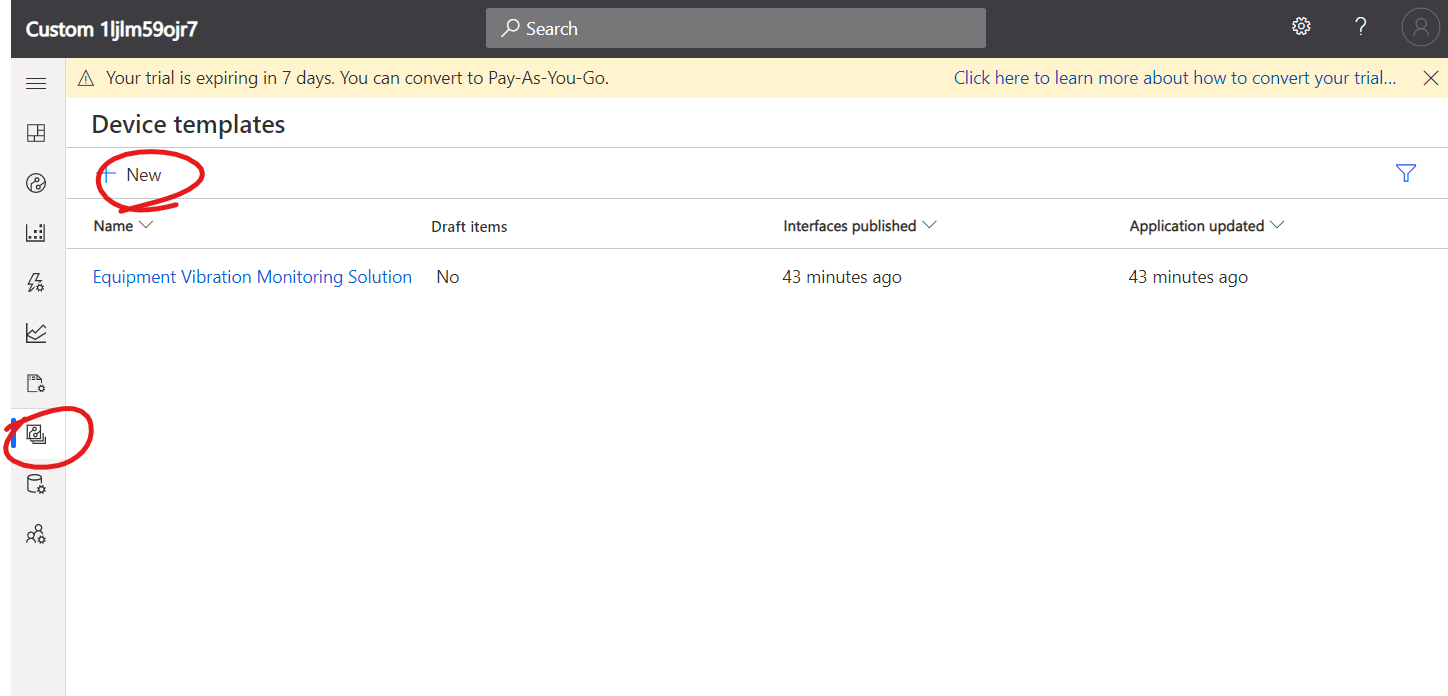 Custom 1ljlm59ojr7
Search
?
Your trial is expiring in 7 days. You can convert to Pay-As-You-Go.
Click here to learn more about how to convert your trial...
Device templates
New
Name Draft items Interfaces published Application updated
Equipment Vibration Monitoring Solution No 43 minutes ago 43 minutes ago